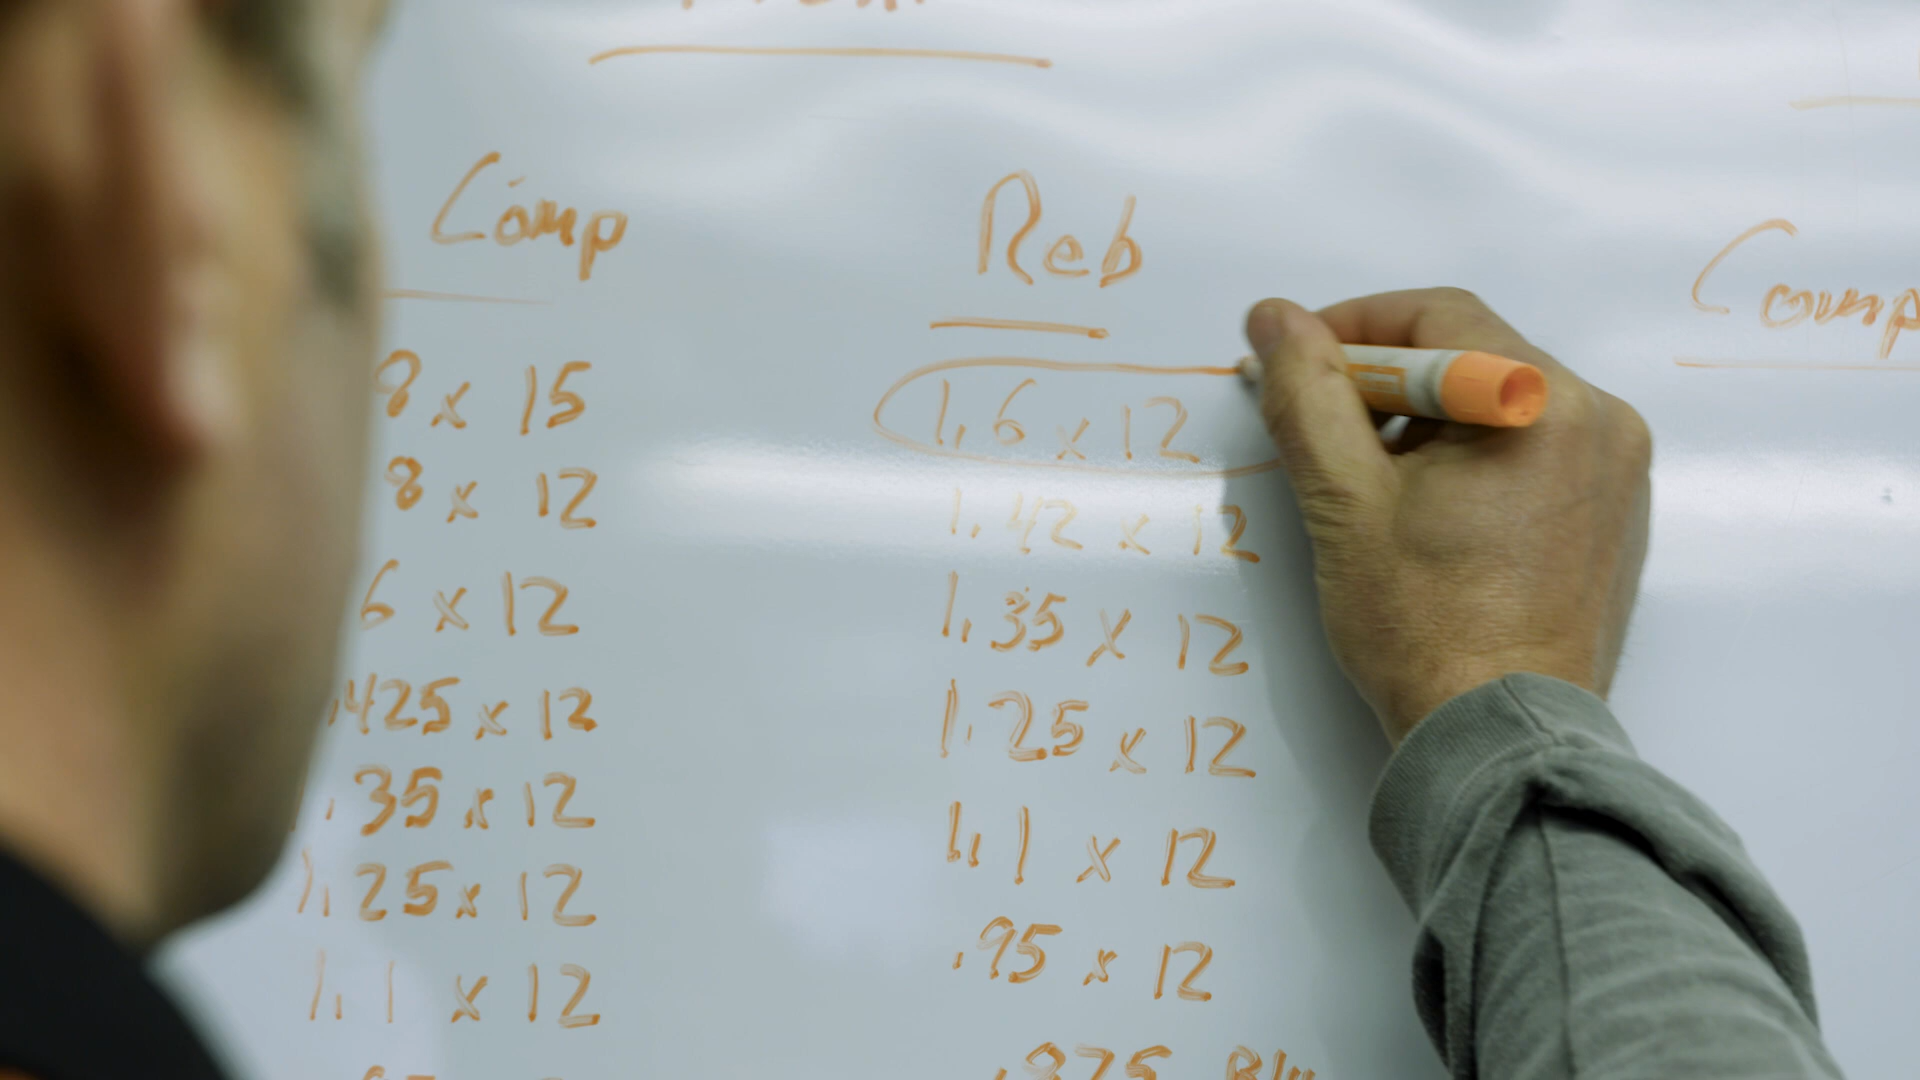 Comp Reb Comp
8 x 15 1.6 x 12
8 x 12 1.42 x 12
6 x 12 1.35 x 12
.425 x 12 1.25 x 12
.35 x 12 1.1 x 12
1.25 x 12 .95 x 12
1.1 x 12 .875